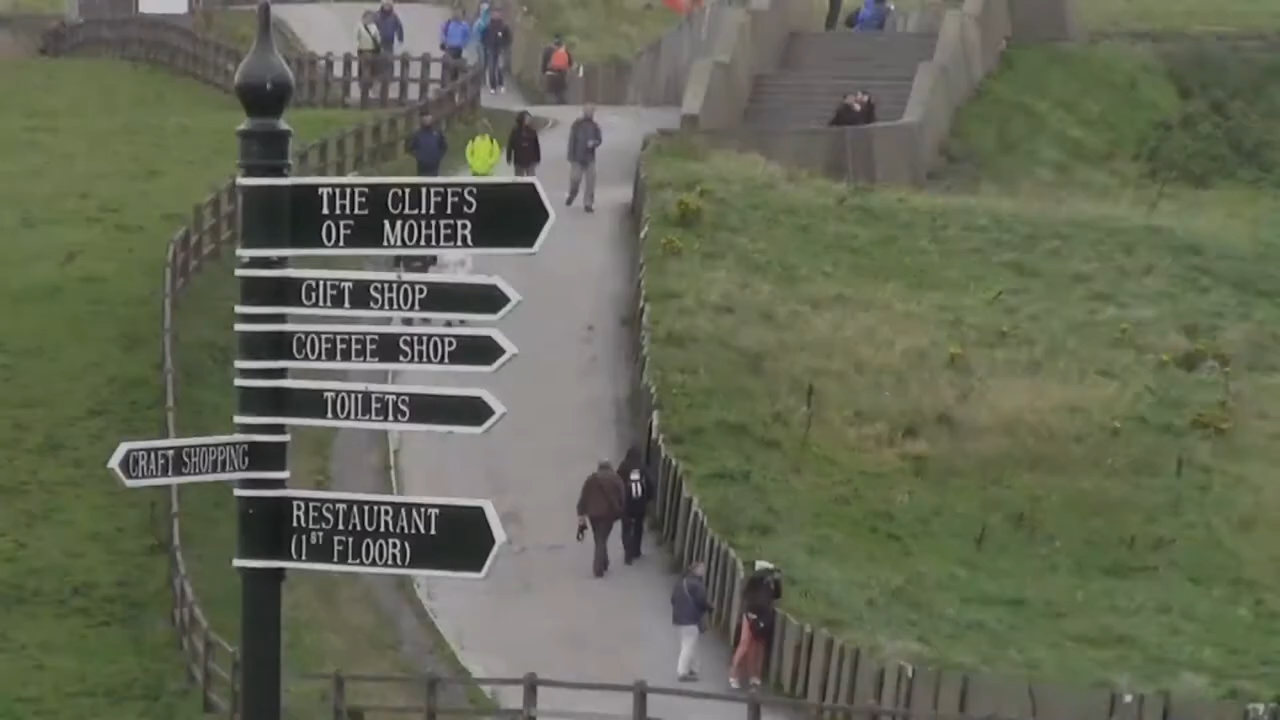 THE CLIFFS
OF MOHER
GIFT SHOP
COFFEE SHOP
TOILETS
CRAFT SHOPPING
RESTAURANT
(1ST FLOOR)